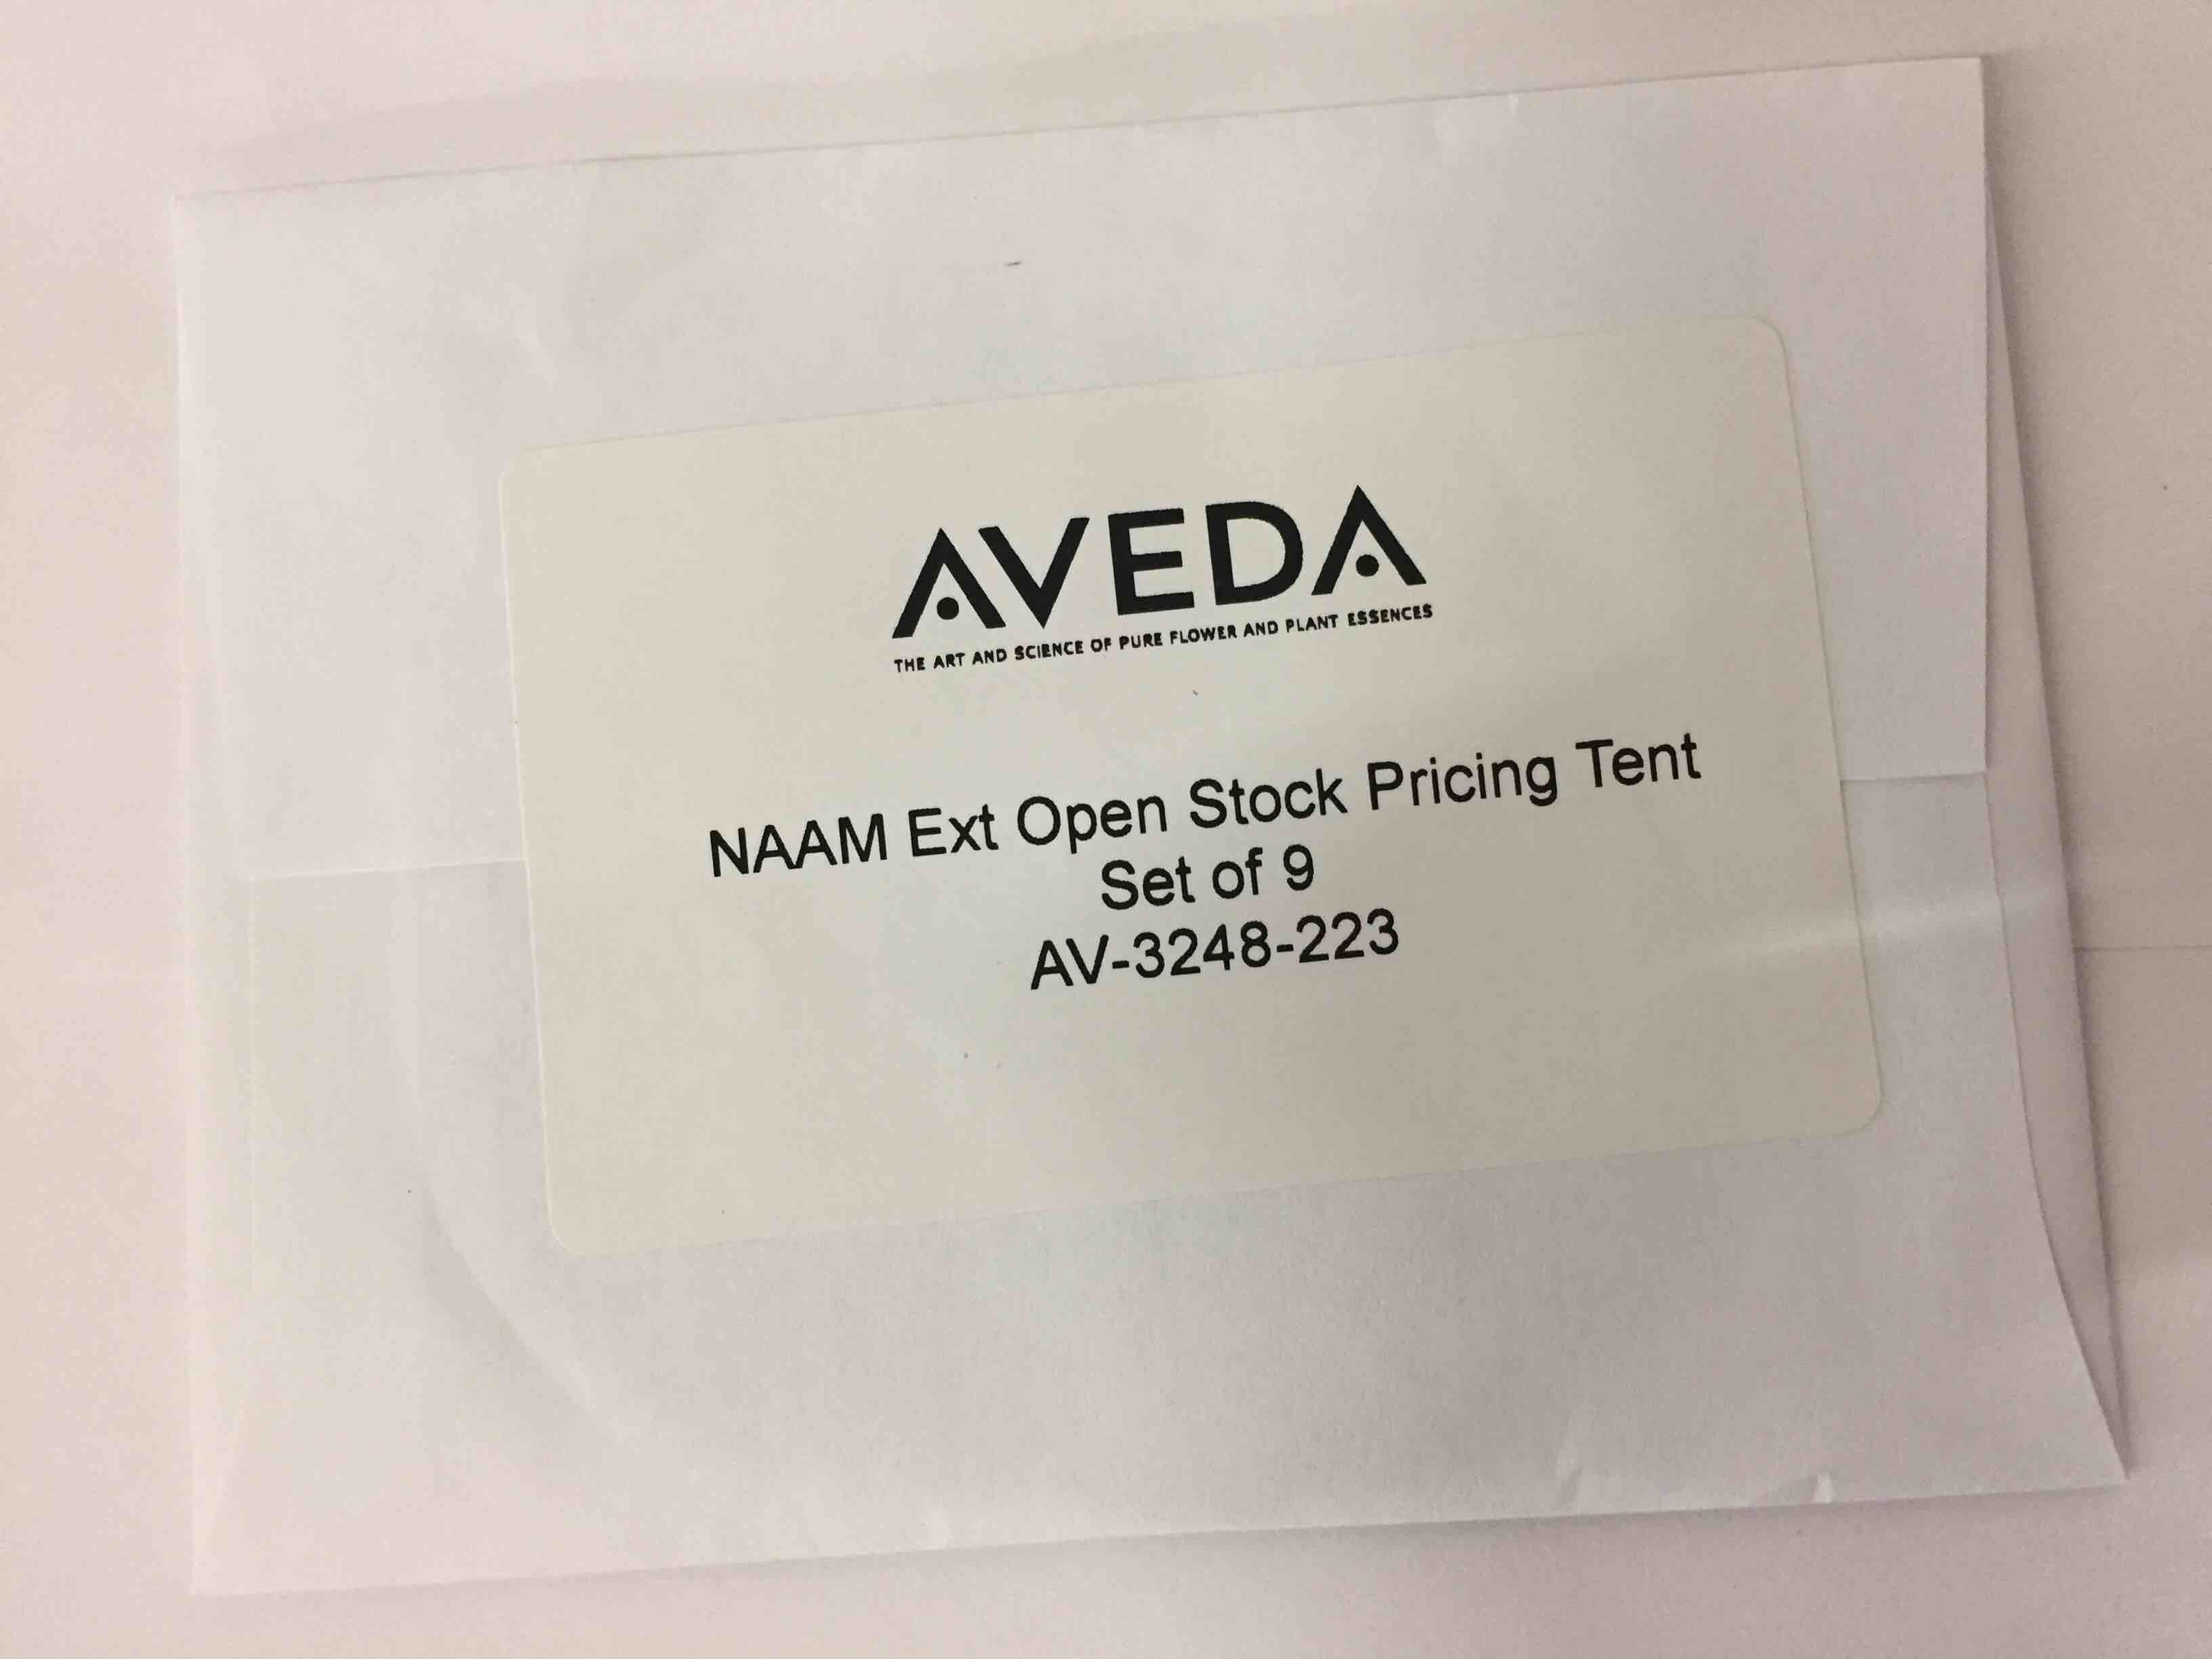 AVEDA
THE ART AND SCIENCE OF PURE FLOWER AND PLANT ESSENCES
NAAM Ext Open Stock Pricing Tent
Set of 9
AV-3248-223